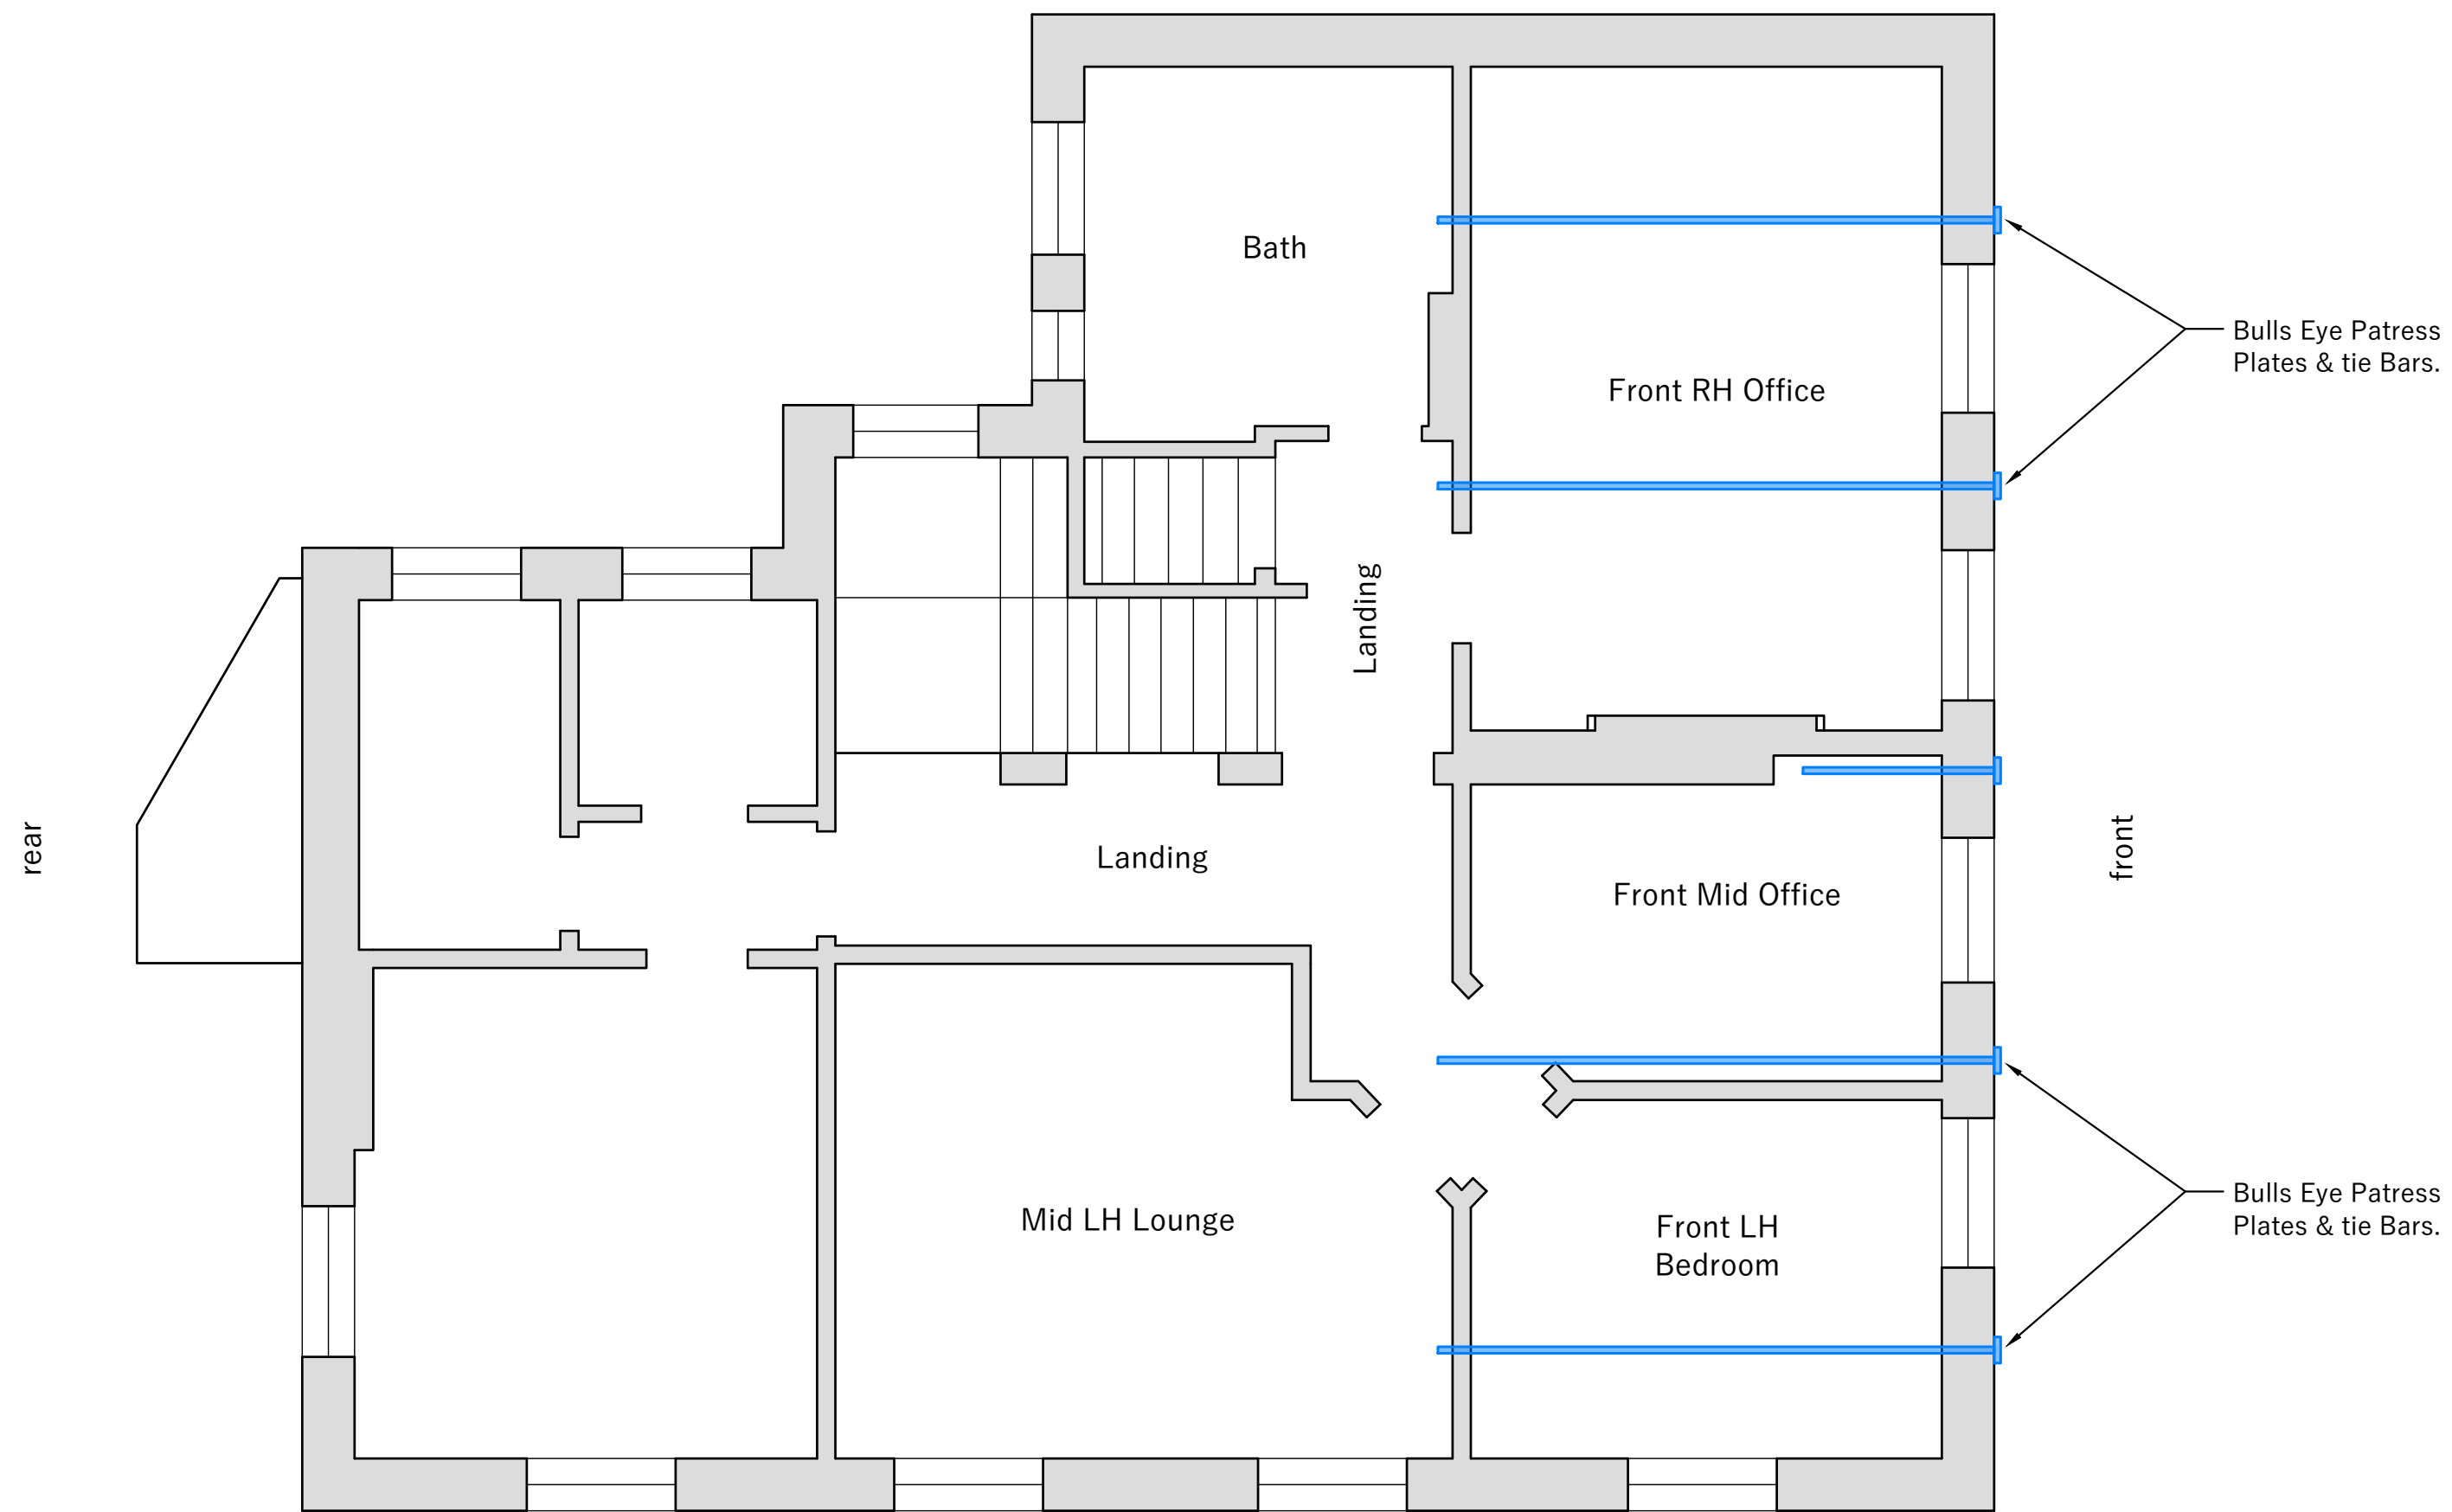 Bath
Bulls Eye Patress
Plates & tie Bars.
Front RH Office
Landing
rear
Landing
Front Mid Office
front
Mid LH Lounge
Front LH
Bedroom
Bulls Eye Patress
Plates & tie Bars.